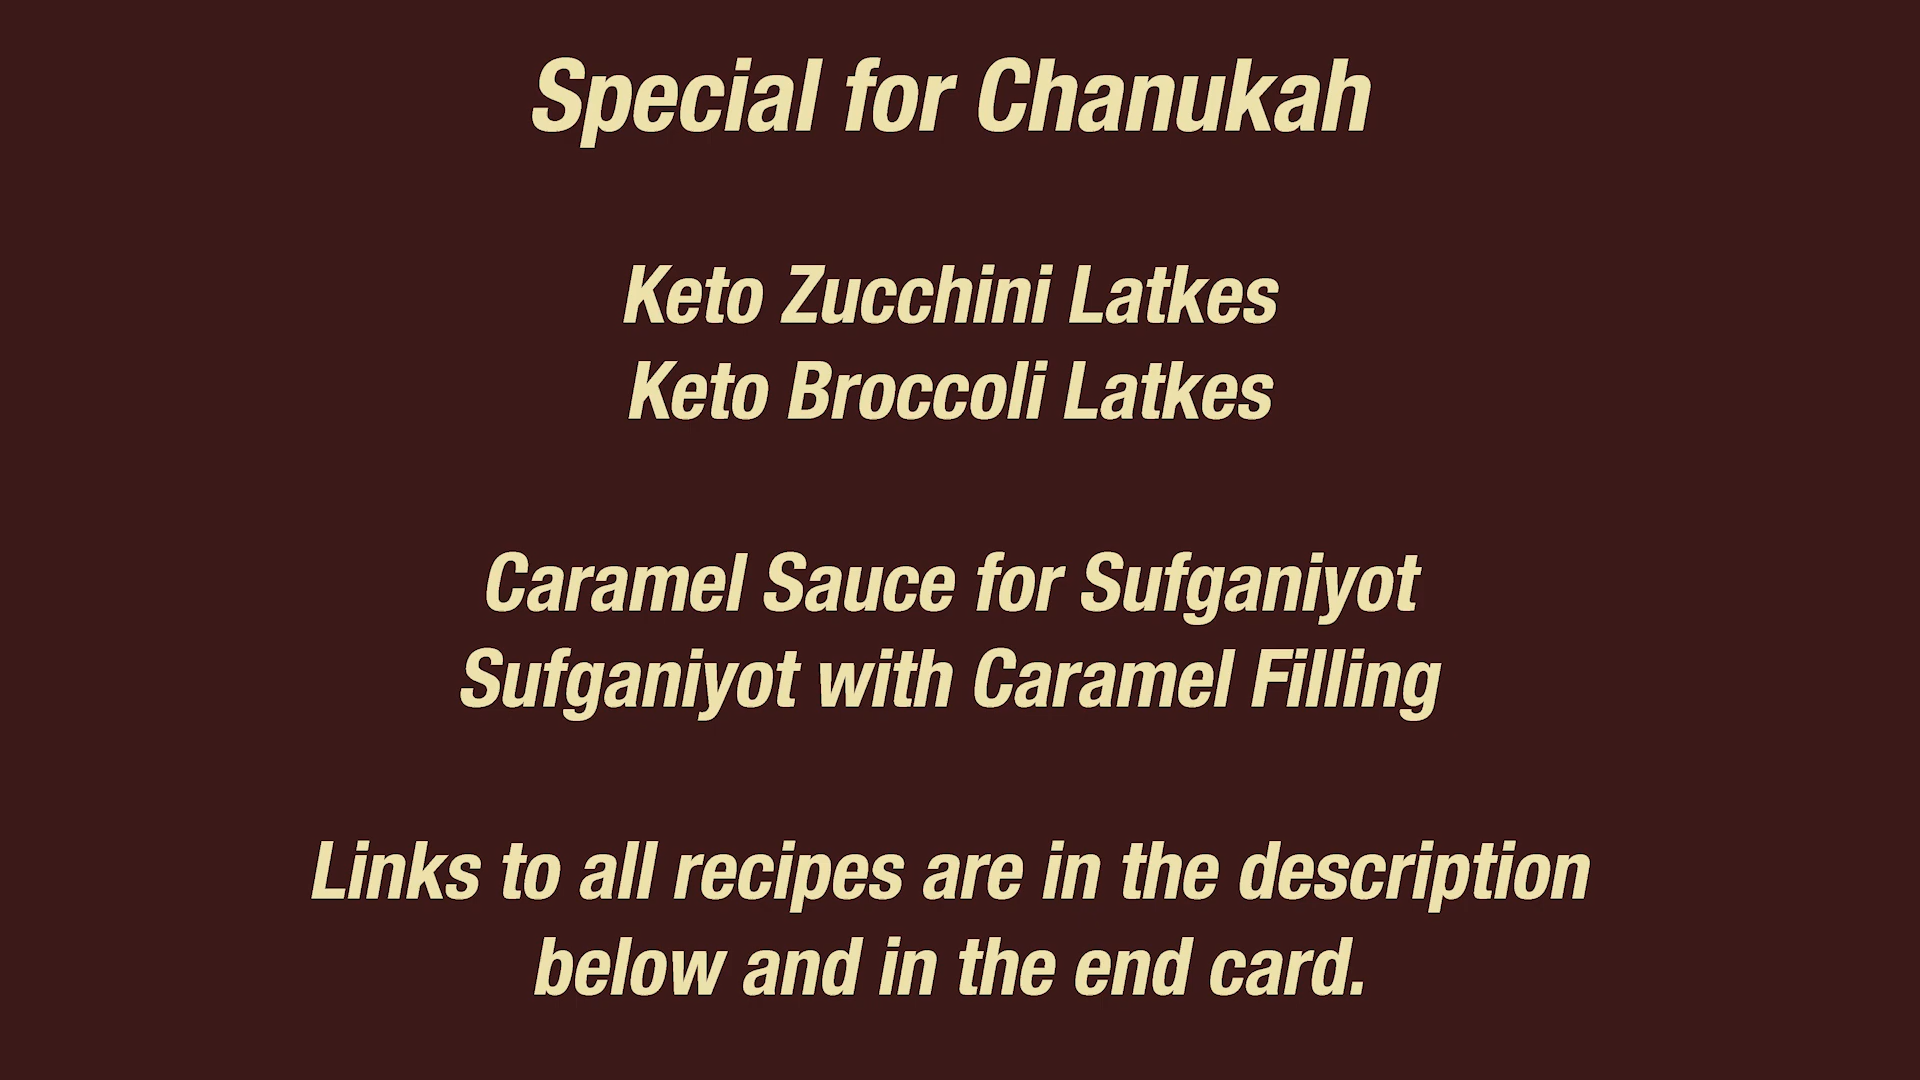 Special for Chanukah
Keto Zucchini Latkes
Keto Broccoli Latkes
Caramel Sauce for Sufganiyot
Sufganiyot with Caramel Filling
Links to all recipes are in the description
below and in the end card.